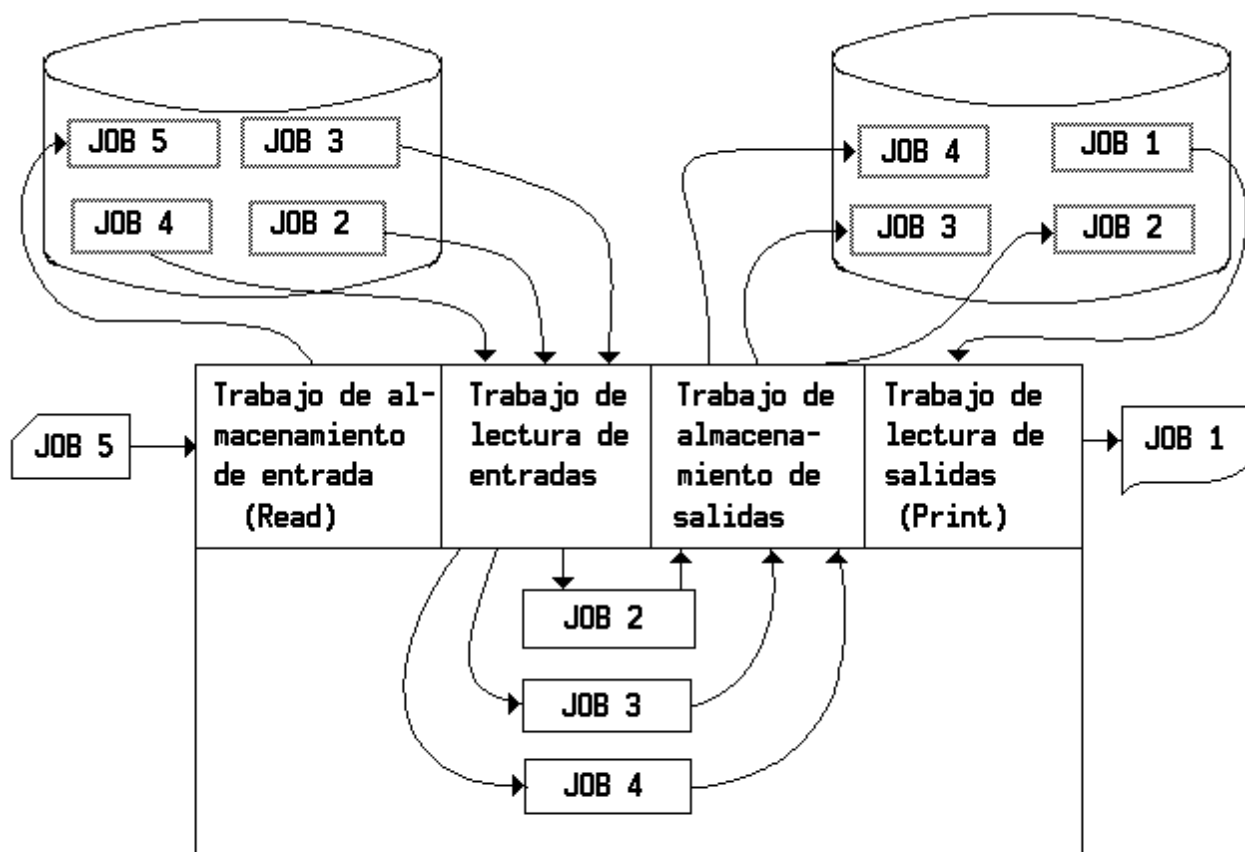 JOB 5
JOB 3
JOB 4
JOB 2
JOB 4
JOB 1
JOB 3
JOB 2
JOB 5
Trabajo de al-
macenamiento
de entrada
(Read)
Trabajo de
lectura de
entradas
Trabajo de
almacena-
miento de
salidas
Trabajo de
lectura de
salidas
(Print)
JOB 1
JOB 2
JOB 3
JOB 4